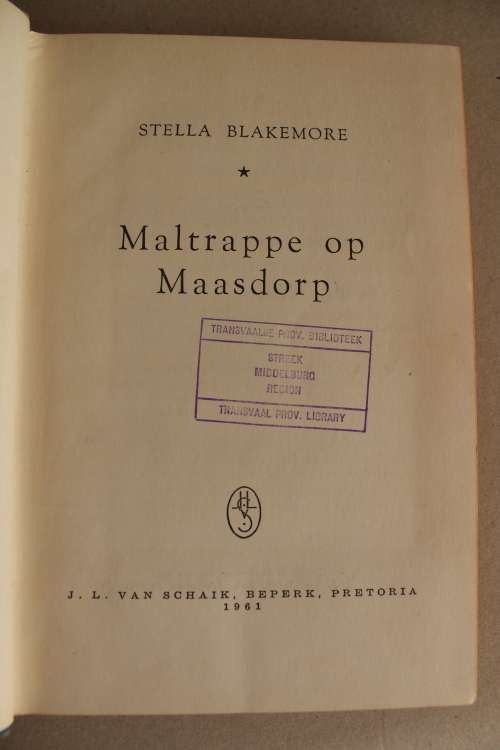 STELLA BLAKEMORE
★
Maltrappe op
Maasdorp
TRANSVAALSE PROV. BIBLIOTEEK
STREEK
MIDDELBURG
REGION
TRANSVAAL PROV. LIBRARY
J. L. VAN SCHAIK, BEPERK, PRETORIA
1961